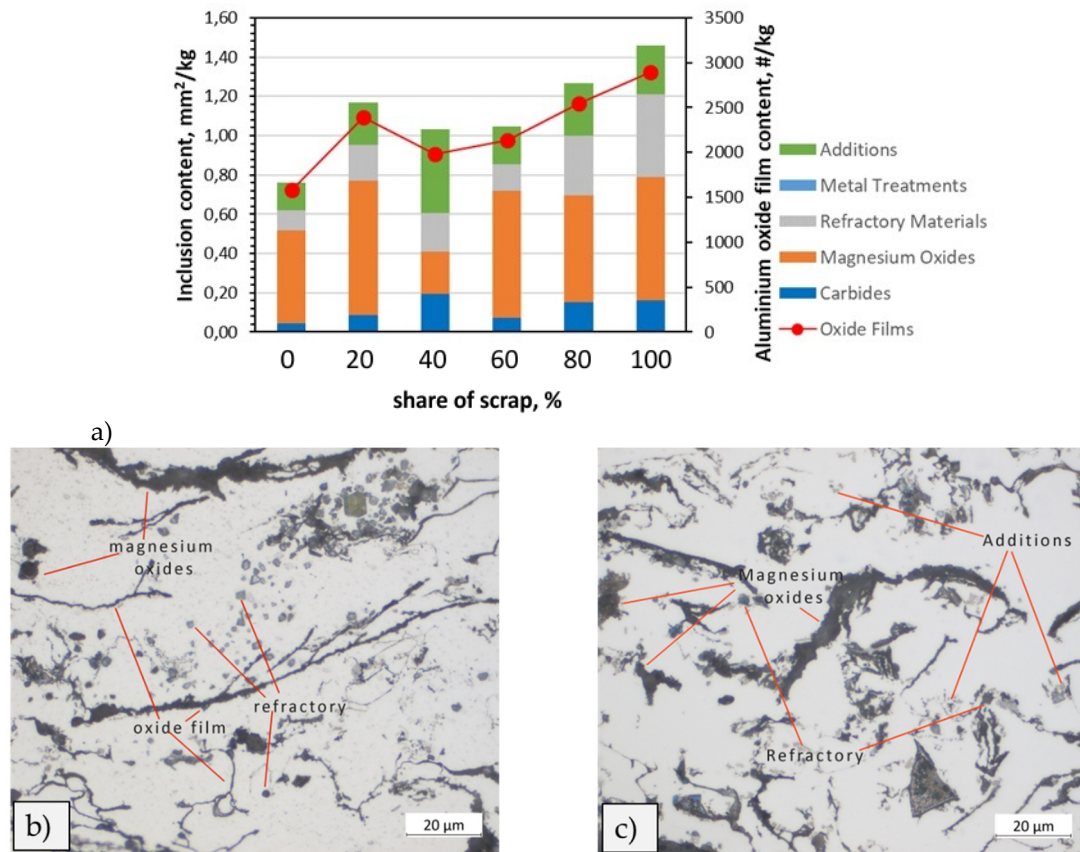 1,60
1,40
1,20
1,00
0,80
0,60
0,40
0,20
0,00
Inclusion content, mm²/kg
3500
3000
2500
2000
1500
1000
500
0
Aluminium oxide film content, #/kg
0 20 40 60 80 100
share of scrap, %
Additions
Metal Treatments
Refractory Materials
Magnesium Oxides
Carbides
Oxide Films
a)
magnesium
oxides
refractory
oxide film
b)
20 µm
Additions
Magnesium
oxides
Refractory
c)
20 µm